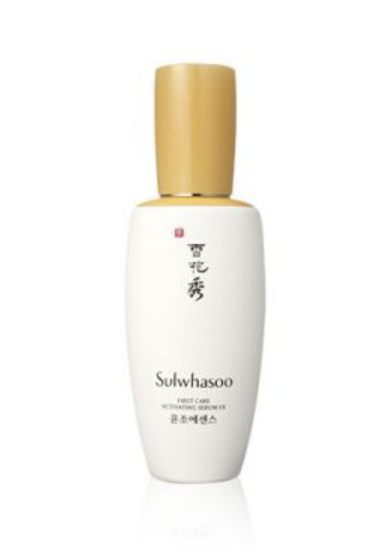 雪
花
秀
Sulwhasoo
FIRST CARE
ACTIVATING SERUM EX
윤조에센스